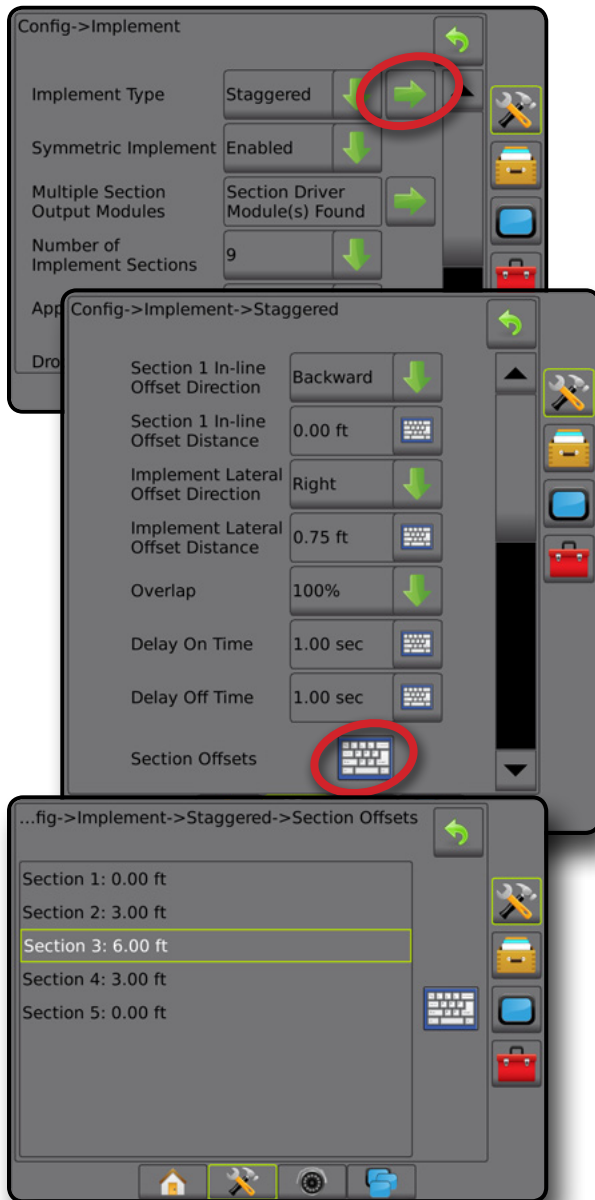 Config->Implement
Implement Type
Staggered
Symmetric Implement
Enabled
Multiple Section
Output Modules
Section Driver
Module(s) Found
Number of
Implement Sections
9
App
Dro
Config->Implement->Staggered
Section 1 In-line
Offset Direction
Backward
Section 1 In-line
Offset Distance
0.00 ft
Implement Lateral
Offset Direction
Right
Implement Lateral
Offset Distance
0.75 ft
Overlap
100%
Delay On Time
1.00 sec
Delay Off Time
1.00 sec
Section Offsets
...fig->Implement->Staggered->Section Offsets
Section 1: 0.00 ft
Section 2: 3.00 ft
Section 3: 6.00 ft
Section 4: 3.00 ft
Section 5: 0.00 ft